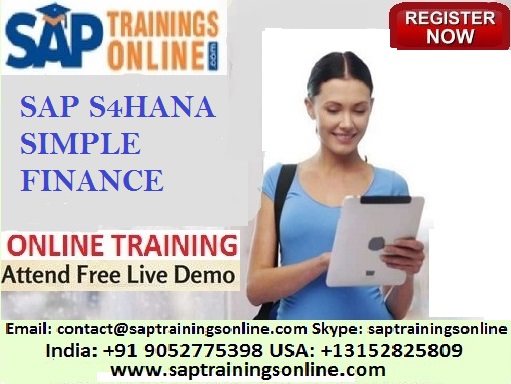 SAP TRAININGS
ONLINE.com
REGISTER
NOW
SAP S4HANA
SIMPLE
FINANCE
ONLINE TRAINING
Attend Free Live Demo
Email: contact@saptrainingsonline.com Skype: saptrainingsonline
India: +91 9052775398 USA: +13152825809
www.saptrainingsonline.com